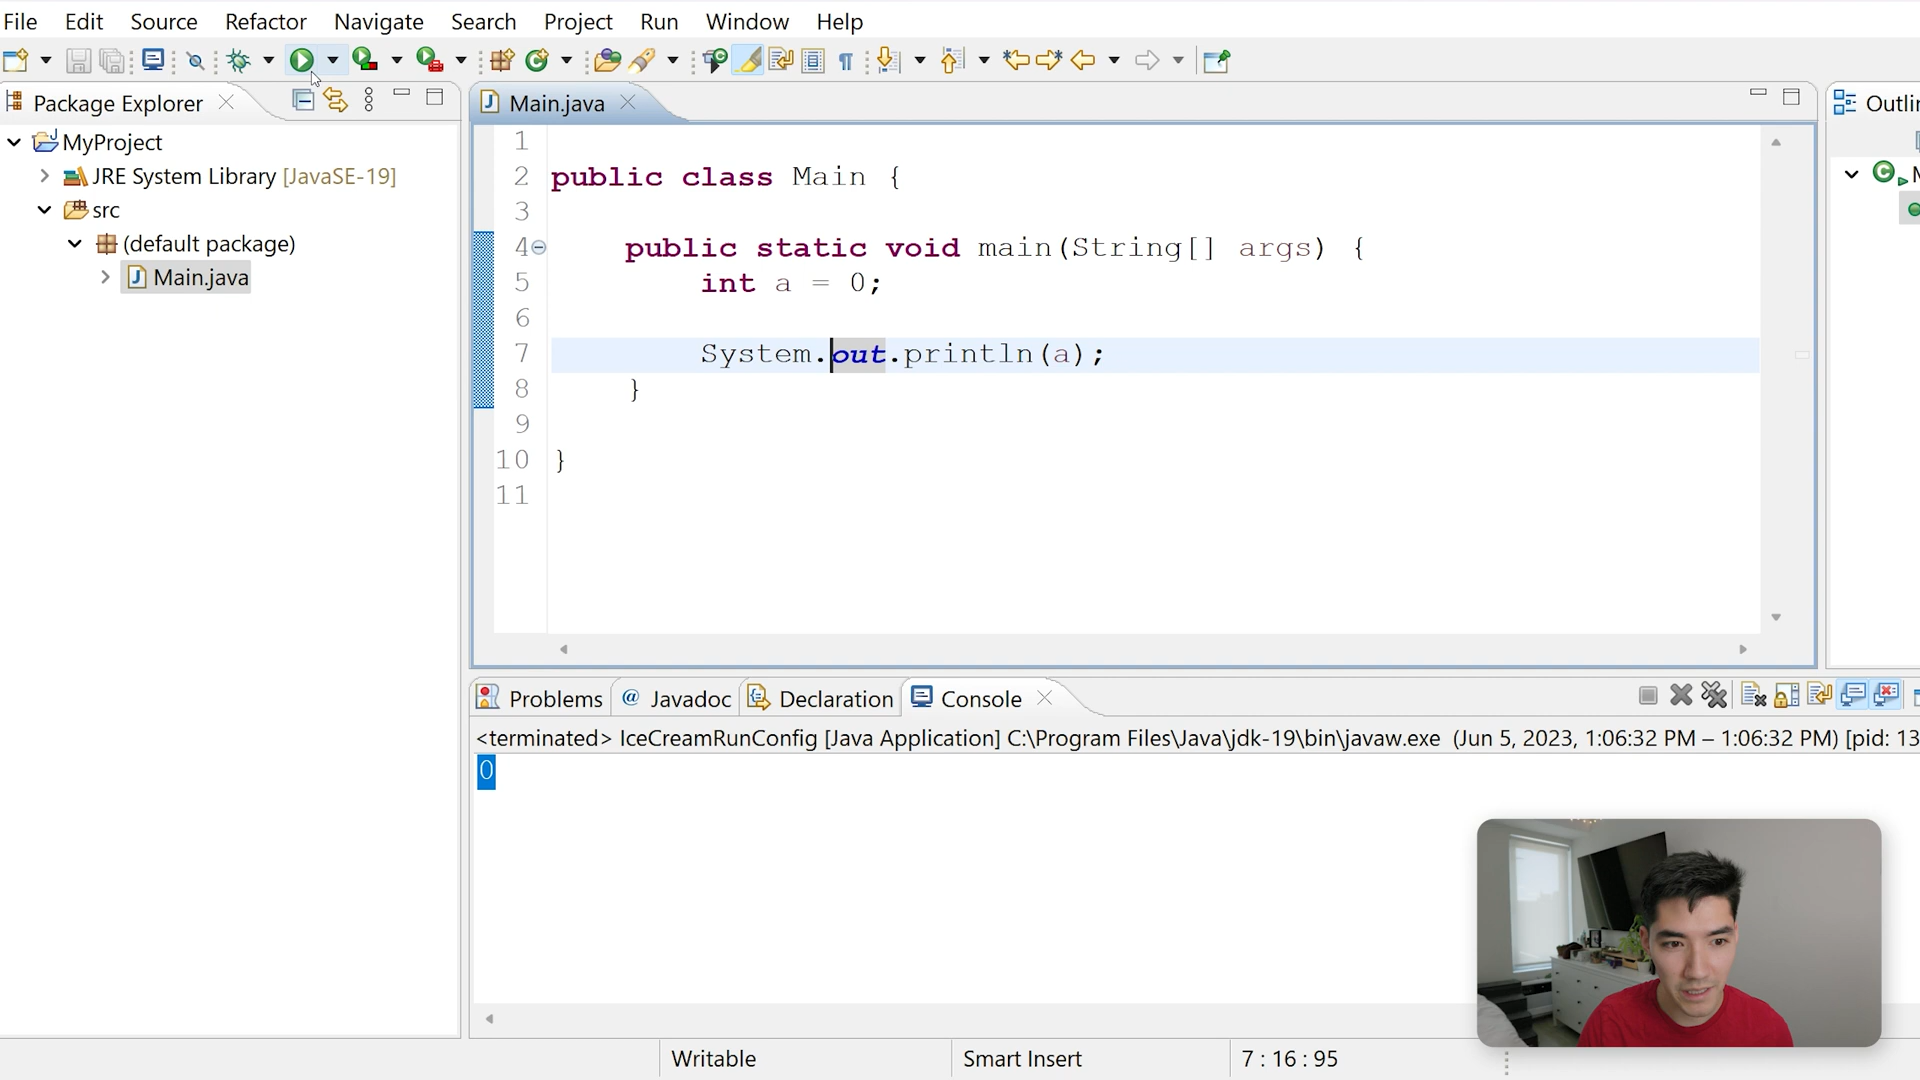 File Edit Source Refactor Navigate Search Project Run Window Help
Package Explorer
MyProject
JRE System Library [JavaSE-19]
src
(default package)
Main.java
Main.java
1
2 public class Main {
3
4 public static void main(String[] args) {
5 int a = 0;
6
7 System.out.println(a);
8 }
9
10 }
11
Outlin
M
Problems @ Javadoc Declaration Console
<terminated> IceCreamRunConfig [Java Application] C:\Program Files\Java\jdk-19\bin\javaw.exe (Jun 5, 2023, 1:06:32 PM – 1:06:32 PM) [pid: 13
0
Writable Smart Insert 7 : 16 : 95